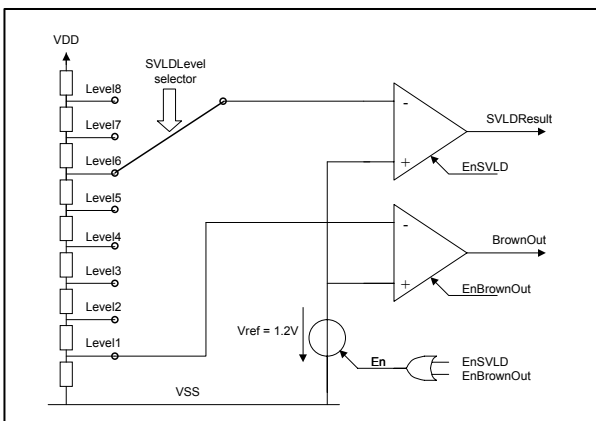 VDD
SVLDLevel
selector
Level8
Level7
Level6
Level5
Level4
Level3
Level2
Level1
VSS
-
+
SVLDResult
EnSVLD
-
+
BrownOut
EnBrownOut
Vref = 1.2V
En
EnSVLD
EnBrownOut